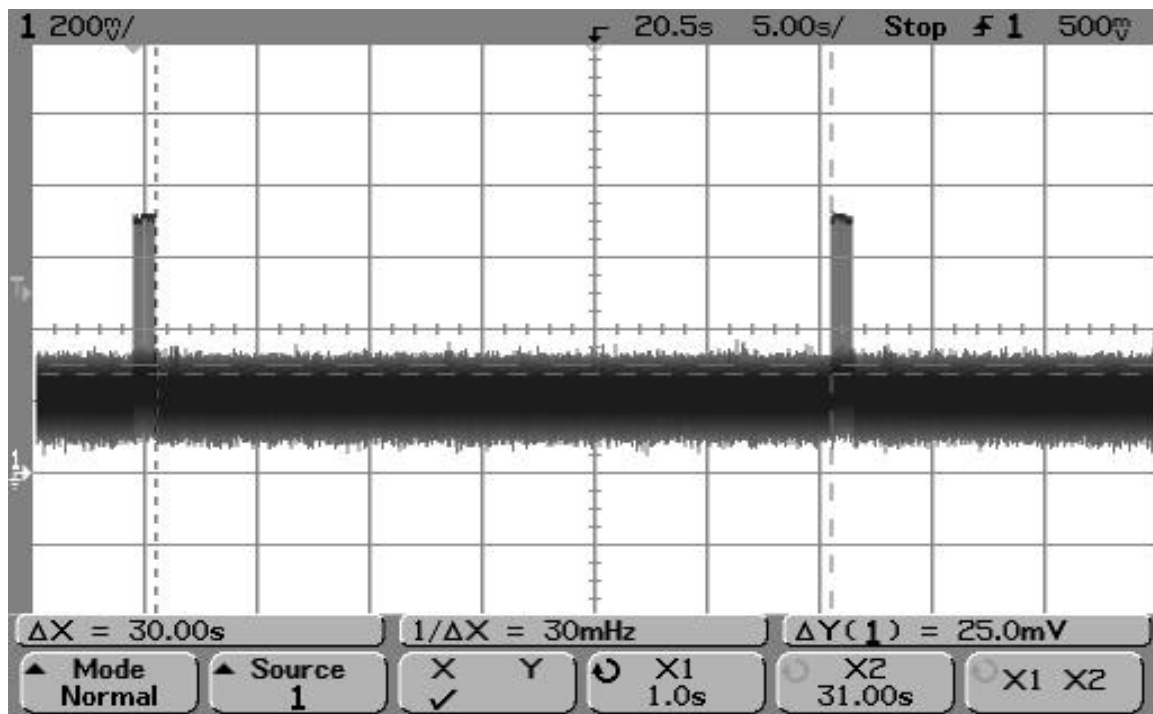 1 200mV/ 20.5s 5.00s/ Stop 1 500mV
T
1
ΔX = 30.00s 1/ΔX = 30mHz ΔY(1) = 25.0mV
Mode Source X Y X1 X2 X1 X2
Normal 1 ✓ 1.0s 31.00s